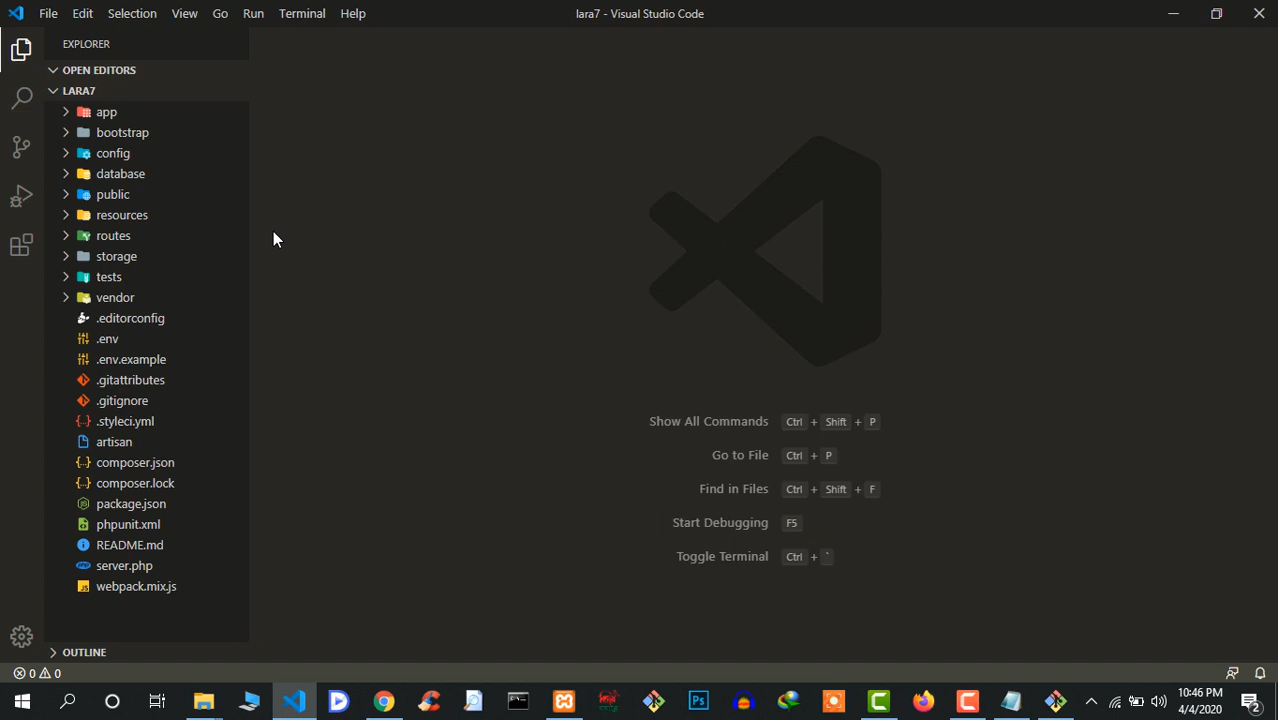 File Edit Selection View Go Run Terminal Help lara7 - Visual Studio Code
EXPLORER
OPEN EDITORS
LARA7
app
bootstrap
config
database
public
resources
routes
storage
tests
vendor
.editorconfig
.env
.env.example
.gitattributes
.gitignore
.styleci.yml
artisan
composer.json
composer.lock
package.json
phpunit.xml
README.md
server.php
webpack.mix.js
OUTLINE
Show All Commands Ctrl + Shift + P
Go to File Ctrl + P
Find in Files Ctrl + Shift + F
Start Debugging F5
Toggle Terminal Ctrl + `
0 0
Ps
10:46 PM
4/4/2020
2